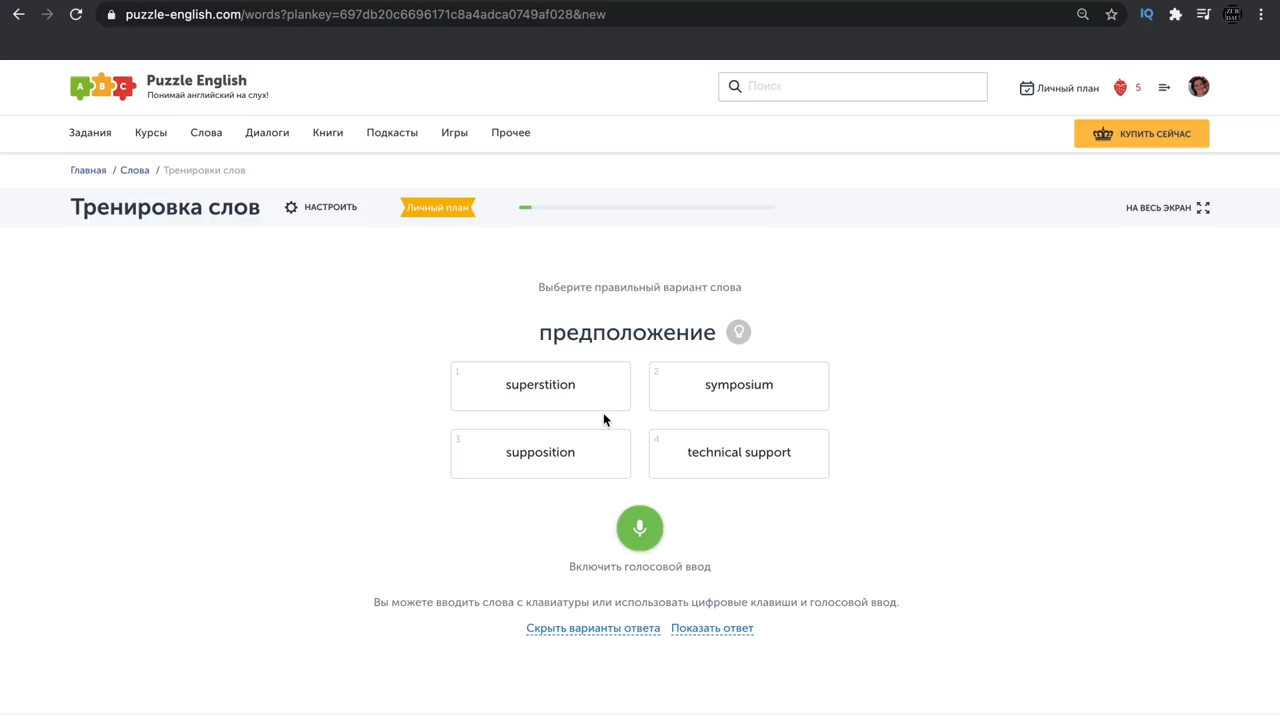 puzzle-english.com/words?plankey=697db20c6696171c8a4adca0749af028&new
IQ
A B C
Puzzle English
Понимай английский на слух!
Поиск
Личный план
5
Задания Курсы Слова Диалоги Книги Подкасты Игры Прочее
КУПИТЬ СЕЙЧАС
Главная / Слова / Тренировки слов
Тренировка слов
НАСТРОИТЬ
Личный план
НА ВЕСЬ ЭКРАН
Выберите правильный вариант слова
предположение
1 superstition
2 symposium
3 supposition
4 technical support
Включить голосовой ввод
Вы можете вводить слова с клавиатуры или использовать цифровые клавиши и голосовой ввод.
Скрыть варианты ответа Показать ответ